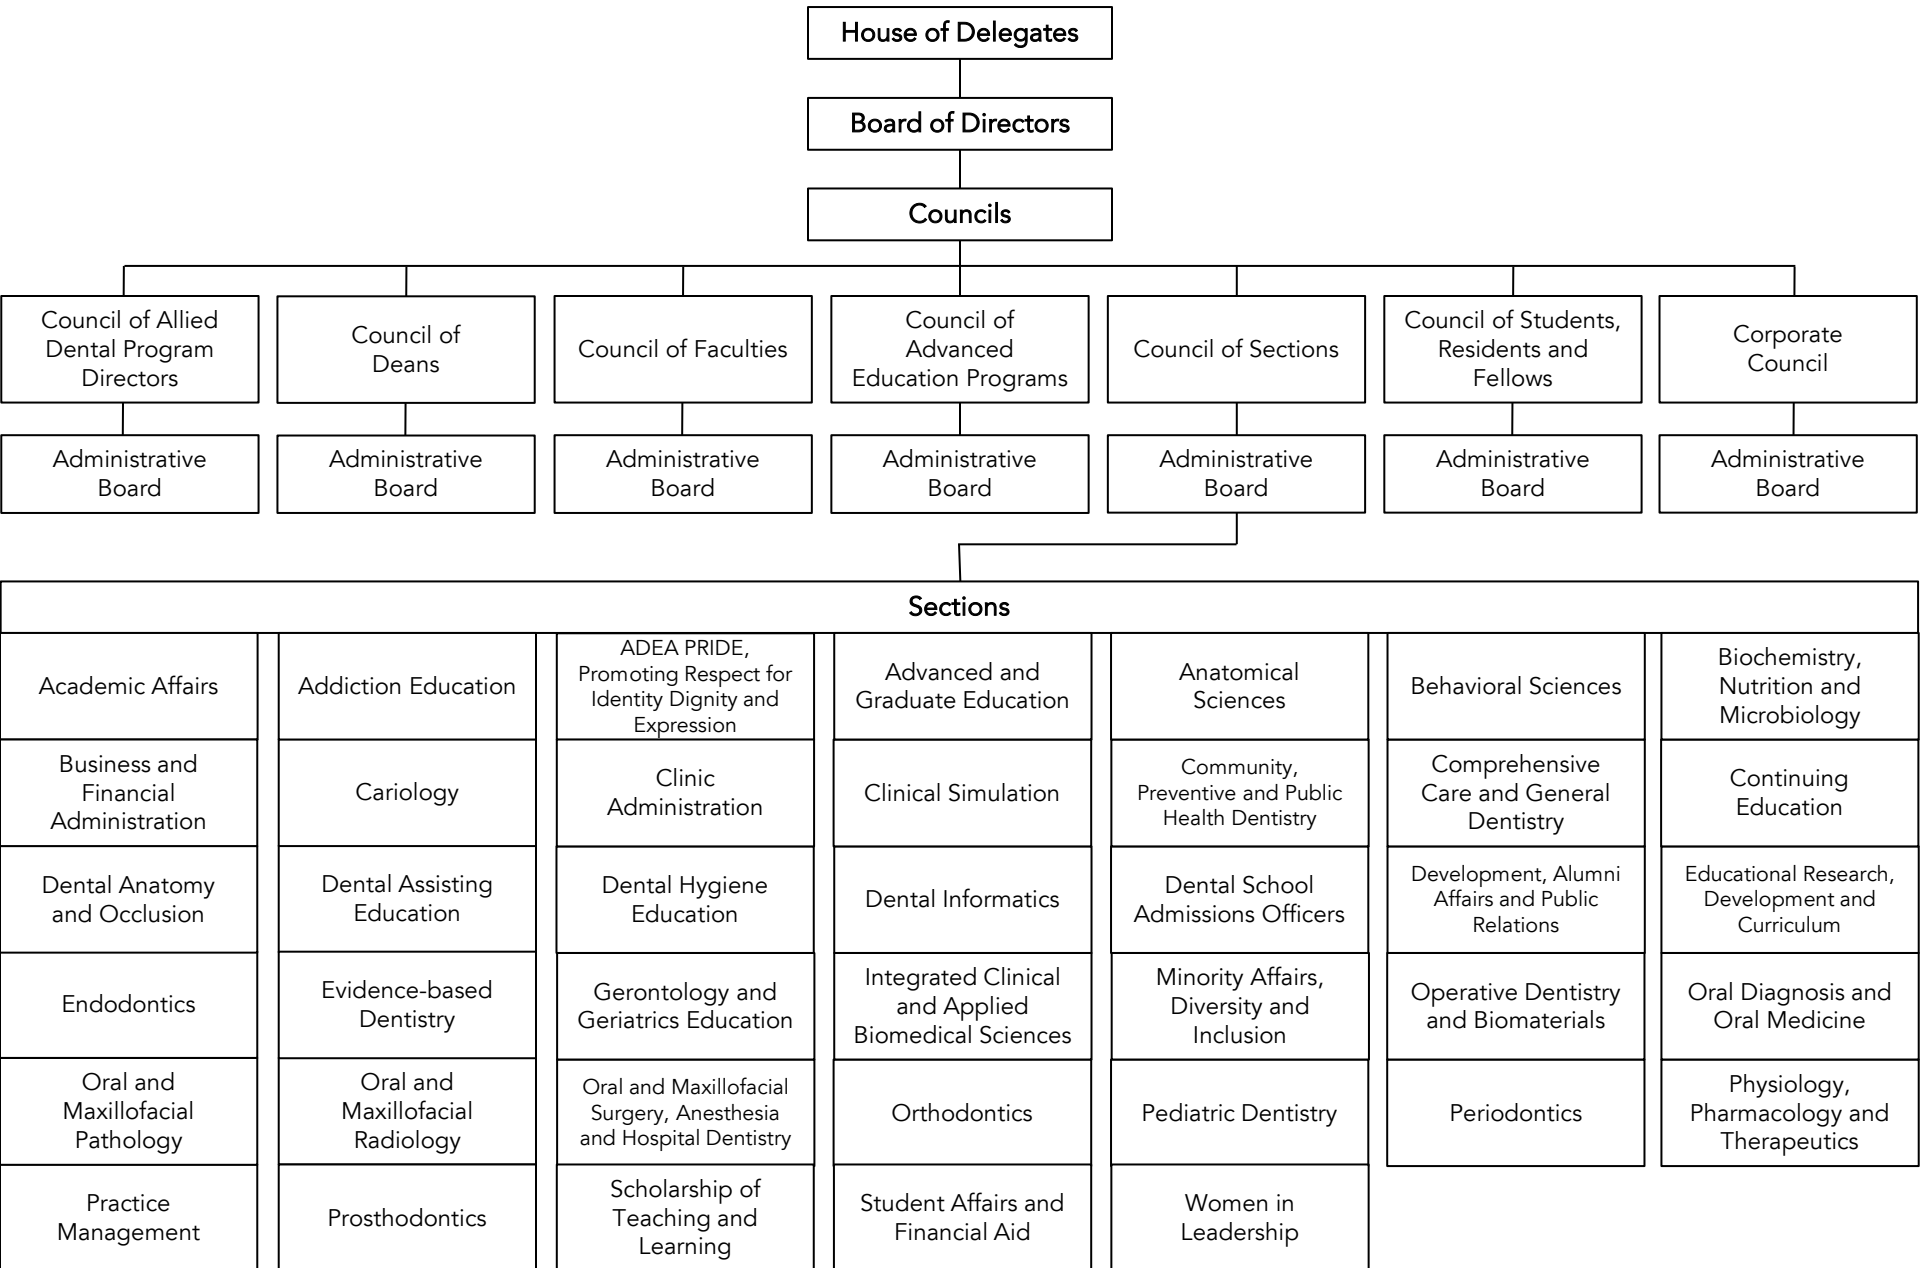 House of Delegates
Board of Directors
Councils
Council of Allied
Dental Program
Directors
Council of
Deans
Council of Faculties
Council of
Advanced
Education Programs
Council of Sections
Council of Students,
Residents and
Fellows
Corporate
Council
Administrative
Board
Administrative
Board
Administrative
Board
Administrative
Board
Administrative
Board
Administrative
Board
Administrative
Board
Sections
Academic Affairs
Addiction Education
ADEA PRIDE,
Promoting Respect for
Identity Dignity and
Expression
Advanced and
Graduate Education
Anatomical
Sciences
Behavioral Sciences
Biochemistry,
Nutrition and
Microbiology
Business and
Financial
Administration
Cariology
Clinic
Administration
Clinical Simulation
Community,
Preventive and Public
Health Dentistry
Comprehensive
Care and General
Dentistry
Continuing
Education
Dental Anatomy
and Occlusion
Dental Assisting
Education
Dental Hygiene
Education
Dental Informatics
Dental School
Admissions Officers
Development, Alumni
Affairs and Public
Relations
Educational Research,
Development and
Curriculum
Endodontics
Evidence-based
Dentistry
Gerontology and
Geriatrics Education
Integrated Clinical
and Applied
Biomedical Sciences
Minority Affairs,
Diversity and
Inclusion
Operative Dentistry
and Biomaterials
Oral Diagnosis and
Oral Medicine
Oral and
Maxillofacial
Pathology
Oral and
Maxillofacial
Radiology
Oral and Maxillofacial
Surgery, Anesthesia
and Hospital Dentistry
Orthodontics
Pediatric Dentistry
Periodontics
Physiology,
Pharmacology and
Therapeutics
Practice
Management
Prosthodontics
Scholarship of
Teaching and
Learning
Student Affairs and
Financial Aid
Women in
Leadership